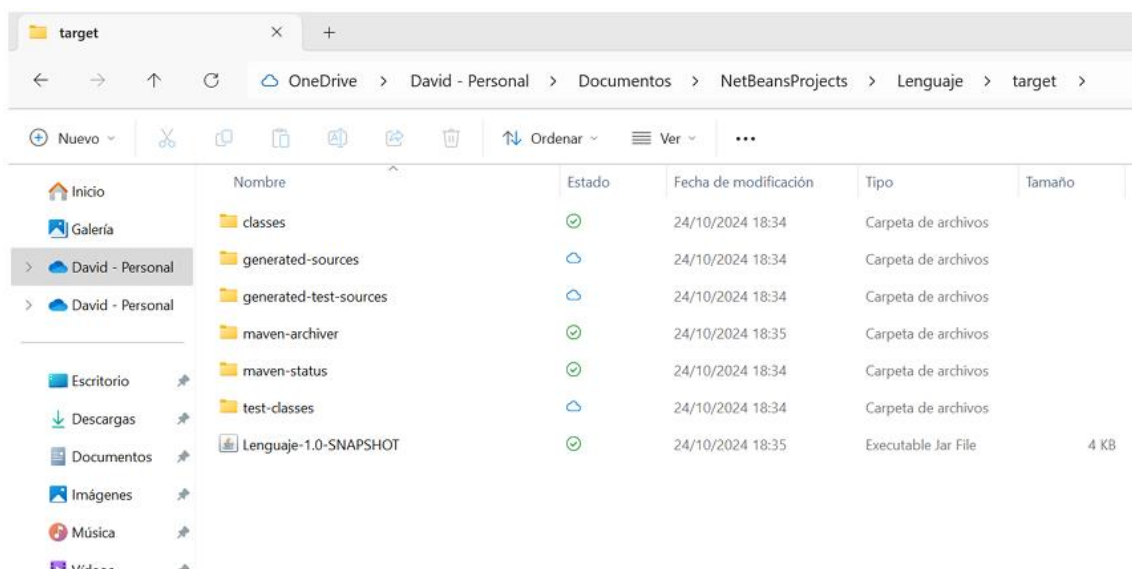 target
OneDrive > David - Personal > Documentos > NetBeansProjects > Lenguaje > target >
Nuevo Ordenar Ver
Inicio
Galería
David - Personal
David - Personal
Escritorio
Descargas
Documentos
Imágenes
Música
Nombre Estado Fecha de modificación Tipo Tamaño
classes 24/10/2024 18:34 Carpeta de archivos
generated-sources 24/10/2024 18:34 Carpeta de archivos
generated-test-sources 24/10/2024 18:34 Carpeta de archivos
maven-archiver 24/10/2024 18:35 Carpeta de archivos
maven-status 24/10/2024 18:34 Carpeta de archivos
test-classes 24/10/2024 18:34 Carpeta de archivos
Lenguaje-1.0-SNAPSHOT 24/10/2024 18:35 Executable Jar File 4 KB